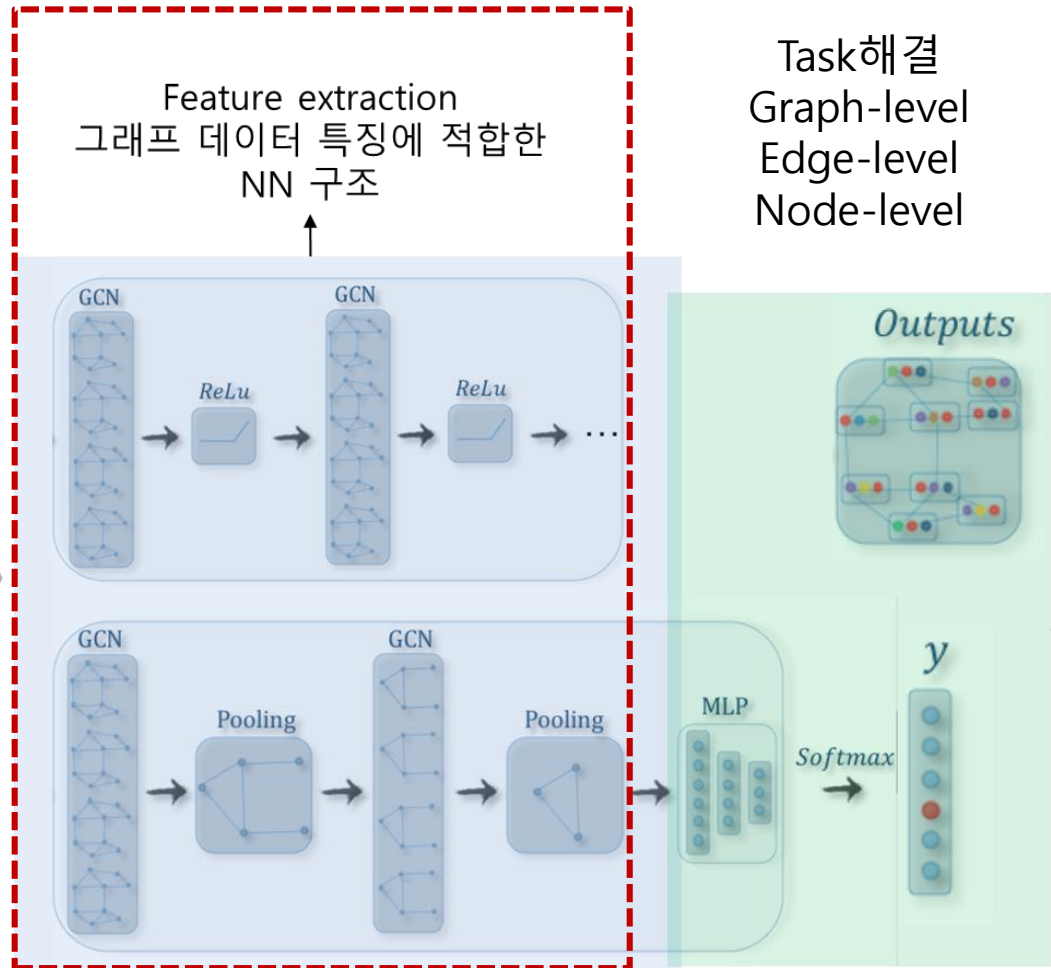 Feature extraction
그래프 데이터 특징에 적합한
NN 구조
Task해결
Graph-level
Edge-level
Node-level
GCN
ReLu
GCN
ReLu
...
Outputs
GCN
Pooling
GCN
Pooling
MLP
Softmax
y